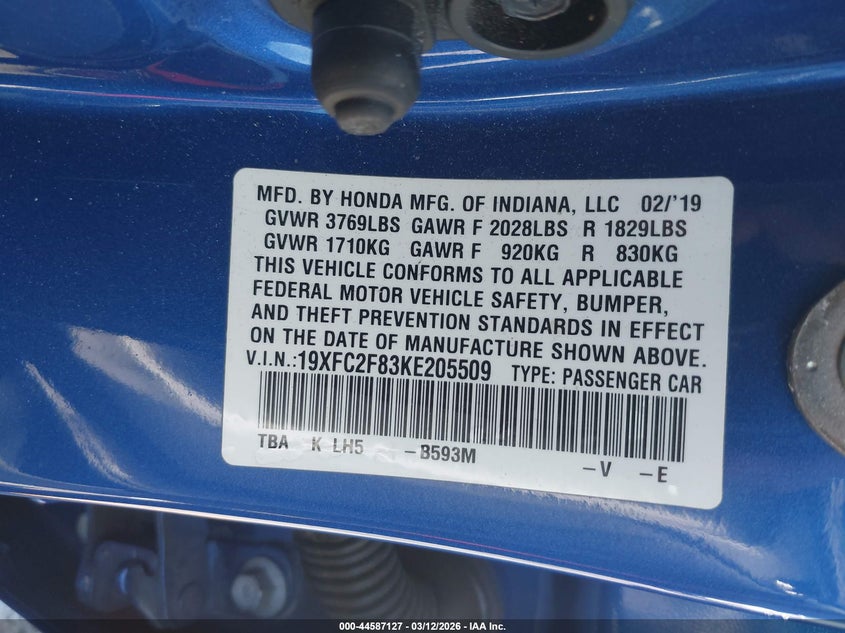 MFD. BY HONDA MFG. OF INDIANA, LLC 02/'19
GVWR 3769LBS GAWR F 2028LBS R 1829LBS
GVWR 1710KG GAWR F 920KG R 830KG
THIS VEHICLE CONFORMS TO ALL APPLICABLE
FEDERAL MOTOR VEHICLE SAFETY, BUMPER,
AND THEFT PREVENTION STANDARDS IN EFFECT
ON THE DATE OF MANUFACTURE SHOWN ABOVE.
V.I.N.:19XFC2F83KE205509 TYPE: PASSENGER CAR
TBA K LH5 -B593M -V -E
000-44587127 - 03/12/2026 - IAA Inc.